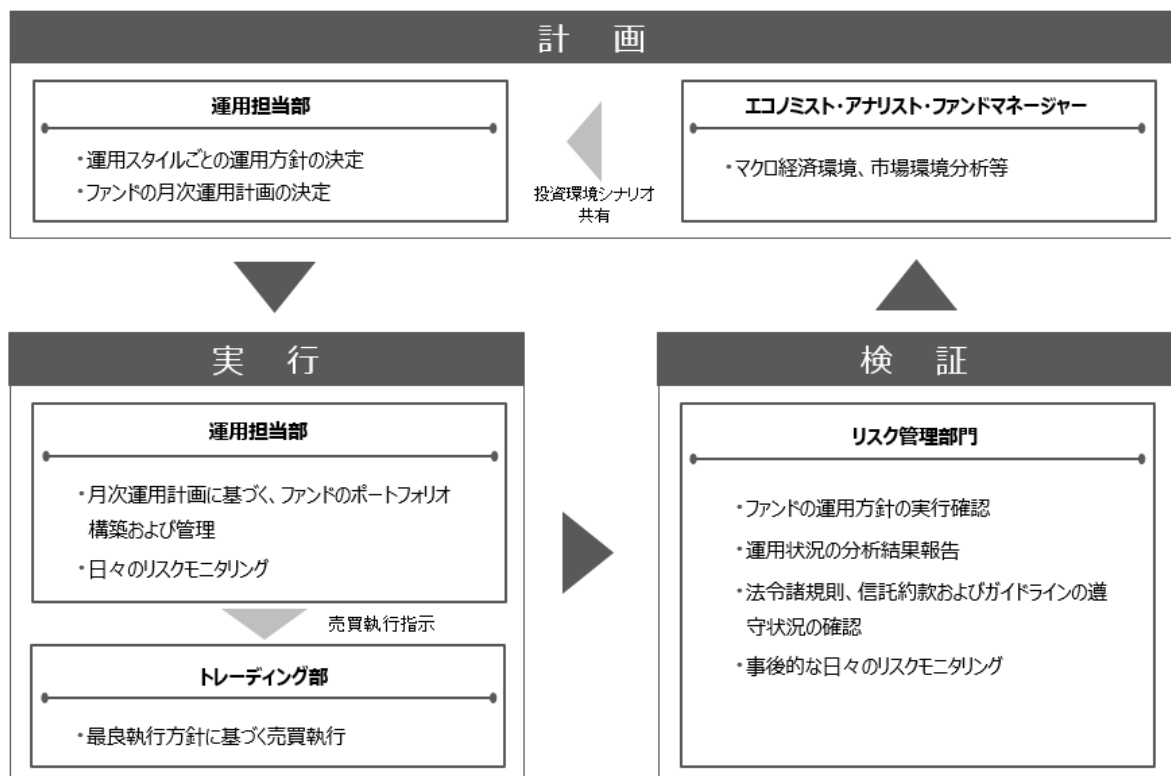 計 画
運用担当部
・運用スタイルごとの運用方針の決定
・ファンドの月次運用計画の決定
投資環境シナリオ
共有
エコノミスト・アナリスト・ファンドマネージャー
・マクロ経済環境、市場環境分析等
実 行
運用担当部
・月次運用計画に基づく、ファンドのポートフォリオ
構築および管理
・日々のリスクモニタリング
売買執行指示
トレーディング部
・最良執行方針に基づく売買執行
検 証
リスク管理部門
・ファンドの運用方針の実行確認
・運用状況の分析結果報告
・法令諸規則、信託約款およびガイドラインの遵
守状況の確認
・事後的な日々のリスクモニタリング